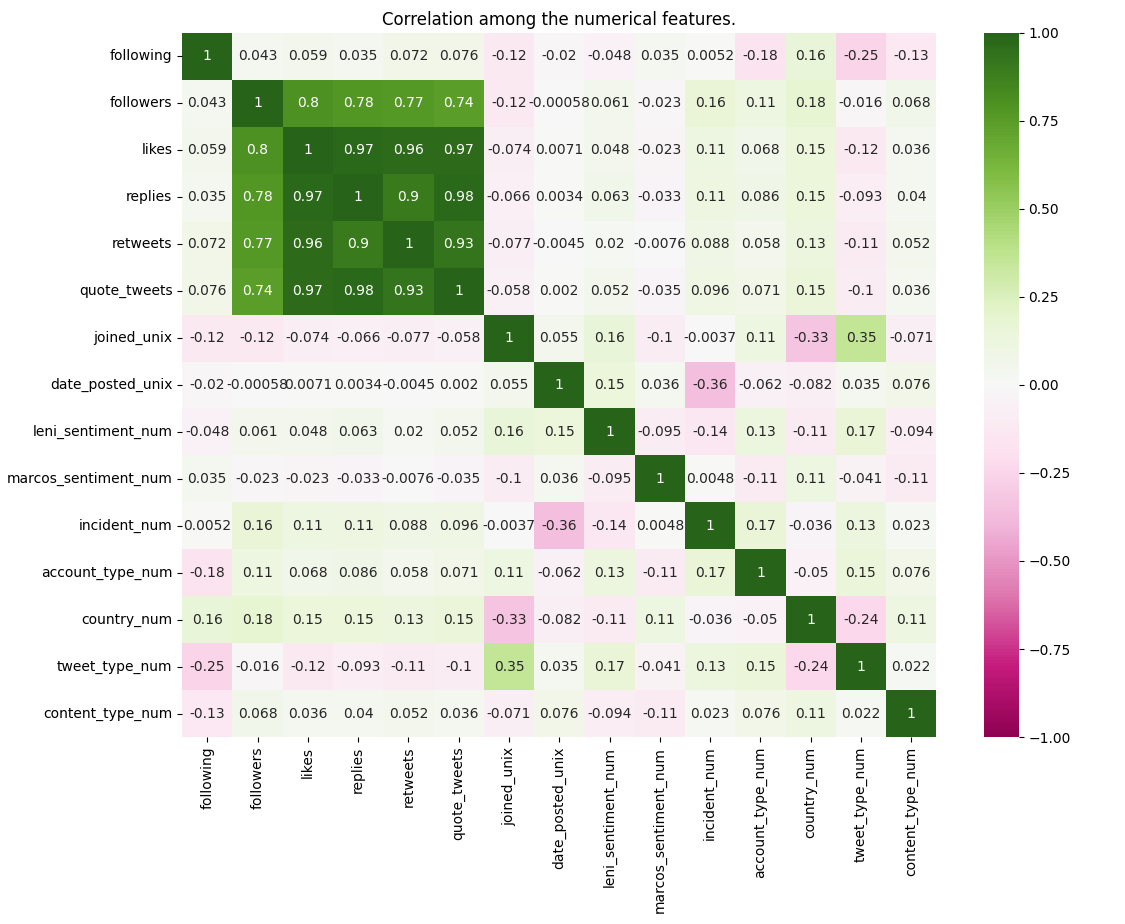 Correlation among the numerical features.
following 1 0.043 0.059 0.035 0.072 0.076 -0.12 -0.02 -0.048 0.035 0.0052 -0.18 0.16 -0.25 -0.13
followers 0.043 1 0.8 0.78 0.77 0.74 -0.12 -0.00058 0.061 -0.023 0.16 0.11 0.18 -0.016 0.068
likes 0.059 0.8 1 0.97 0.96 0.97 -0.074 0.0071 0.048 -0.023 0.11 0.068 0.15 -0.12 0.036
replies 0.035 0.78 0.97 1 0.9 0.98 -0.066 0.0034 0.063 -0.033 0.11 0.086 0.15 -0.093 0.04
retweets 0.072 0.77 0.96 0.9 1 0.93 -0.077 -0.0045 0.02 -0.0076 0.088 0.058 0.13 -0.11 0.052
quote_tweets 0.076 0.74 0.97 0.98 0.93 1 -0.058 0.002 0.052 -0.035 0.096 0.071 0.15 -0.1 0.036
joined_unix -0.12 -0.12 -0.074 -0.066 -0.077 -0.058 1 0.055 0.16 -0.1 -0.0037 0.11 -0.33 0.35 -0.071
date_posted_unix -0.02 -0.00058 0.0071 0.0034 -0.0045 0.002 0.055 1 0.15 0.036 -0.36 -0.062 -0.082 0.035 0.076
leni_sentiment_num -0.048 0.061 0.048 0.063 0.02 0.052 0.16 0.15 1 -0.095 -0.14 0.13 -0.11 0.17 -0.094
marcos_sentiment_num 0.035 -0.023 -0.023 -0.033 -0.0076 -0.035 -0.1 0.036 -0.095 1 0.0048 -0.11 0.11 -0.041 -0.11
incident_num 0.0052 0.16 0.11 0.11 0.088 0.096 -0.0037 -0.36 -0.14 0.0048 1 0.17 -0.036 0.13 0.023
account_type_num -0.18 0.11 0.068 0.086 0.058 0.071 0.11 -0.062 0.13 -0.11 0.17 1 -0.05 0.15 0.076
country_num 0.16 0.18 0.15 0.15 0.13 0.15 -0.33 -0.082 -0.11 0.11 -0.036 -0.05 1 -0.24 0.11
tweet_type_num -0.25 -0.016 -0.12 -0.093 -0.11 -0.1 0.35 0.035 0.17 -0.041 0.13 0.15 -0.24 1 0.022
content_type_num -0.13 0.068 0.036 0.04 0.052 0.036 -0.071 0.076 -0.094 -0.11 0.023 0.076 0.11 0.022 1
following
followers
likes
replies
retweets
quote_tweets
joined_unix
date_posted_unix
leni_sentiment_num
marcos_sentiment_num
incident_num
account_type_num
country_num
tweet_type_num
content_type_num
1.00
0.75
0.50
0.25
0.00
−0.25
−0.50
−0.75
−1.00